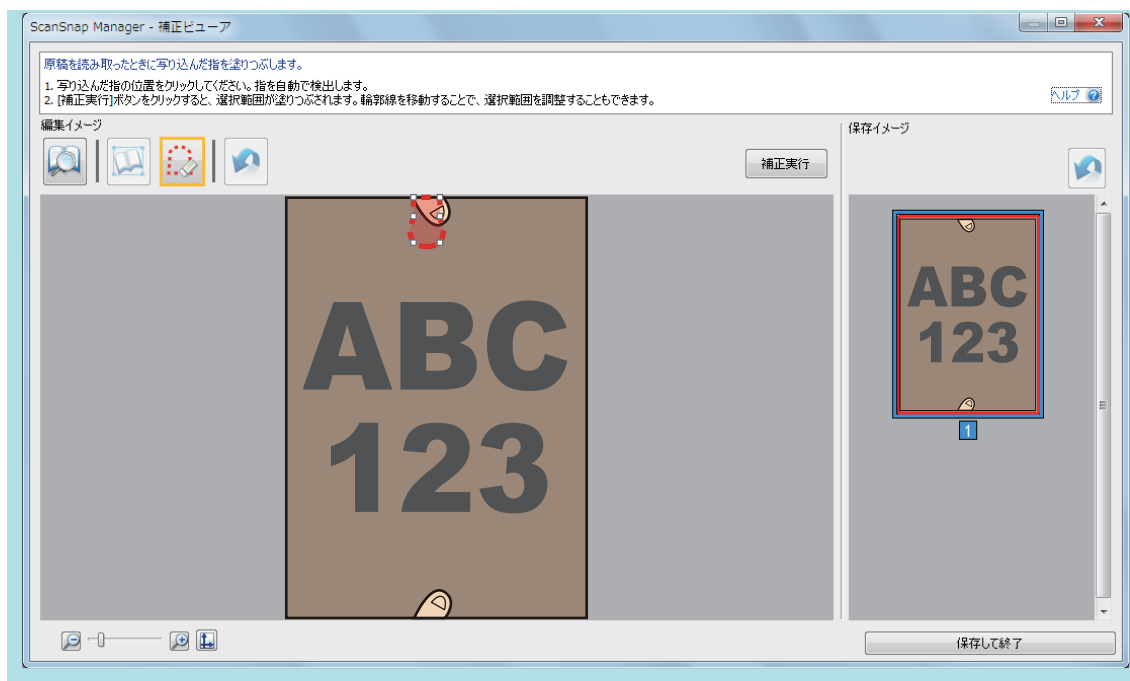 ScanSnap Manager - 補正ビューア
原稿を読み取ったときに写り込んだ指を塗りつぶします。
1. 写り込んだ指の位置をクリックしてください。指を自動で検出します。
2. [補正実行]ボタンをクリックすると、選択範囲が塗りつぶされます。輪郭線を移動することで、選択範囲を調整することもできます。
ヘルプ
編集イメージ
保存イメージ
補正実行
ABC
123
ABC
123
1
保存して終了